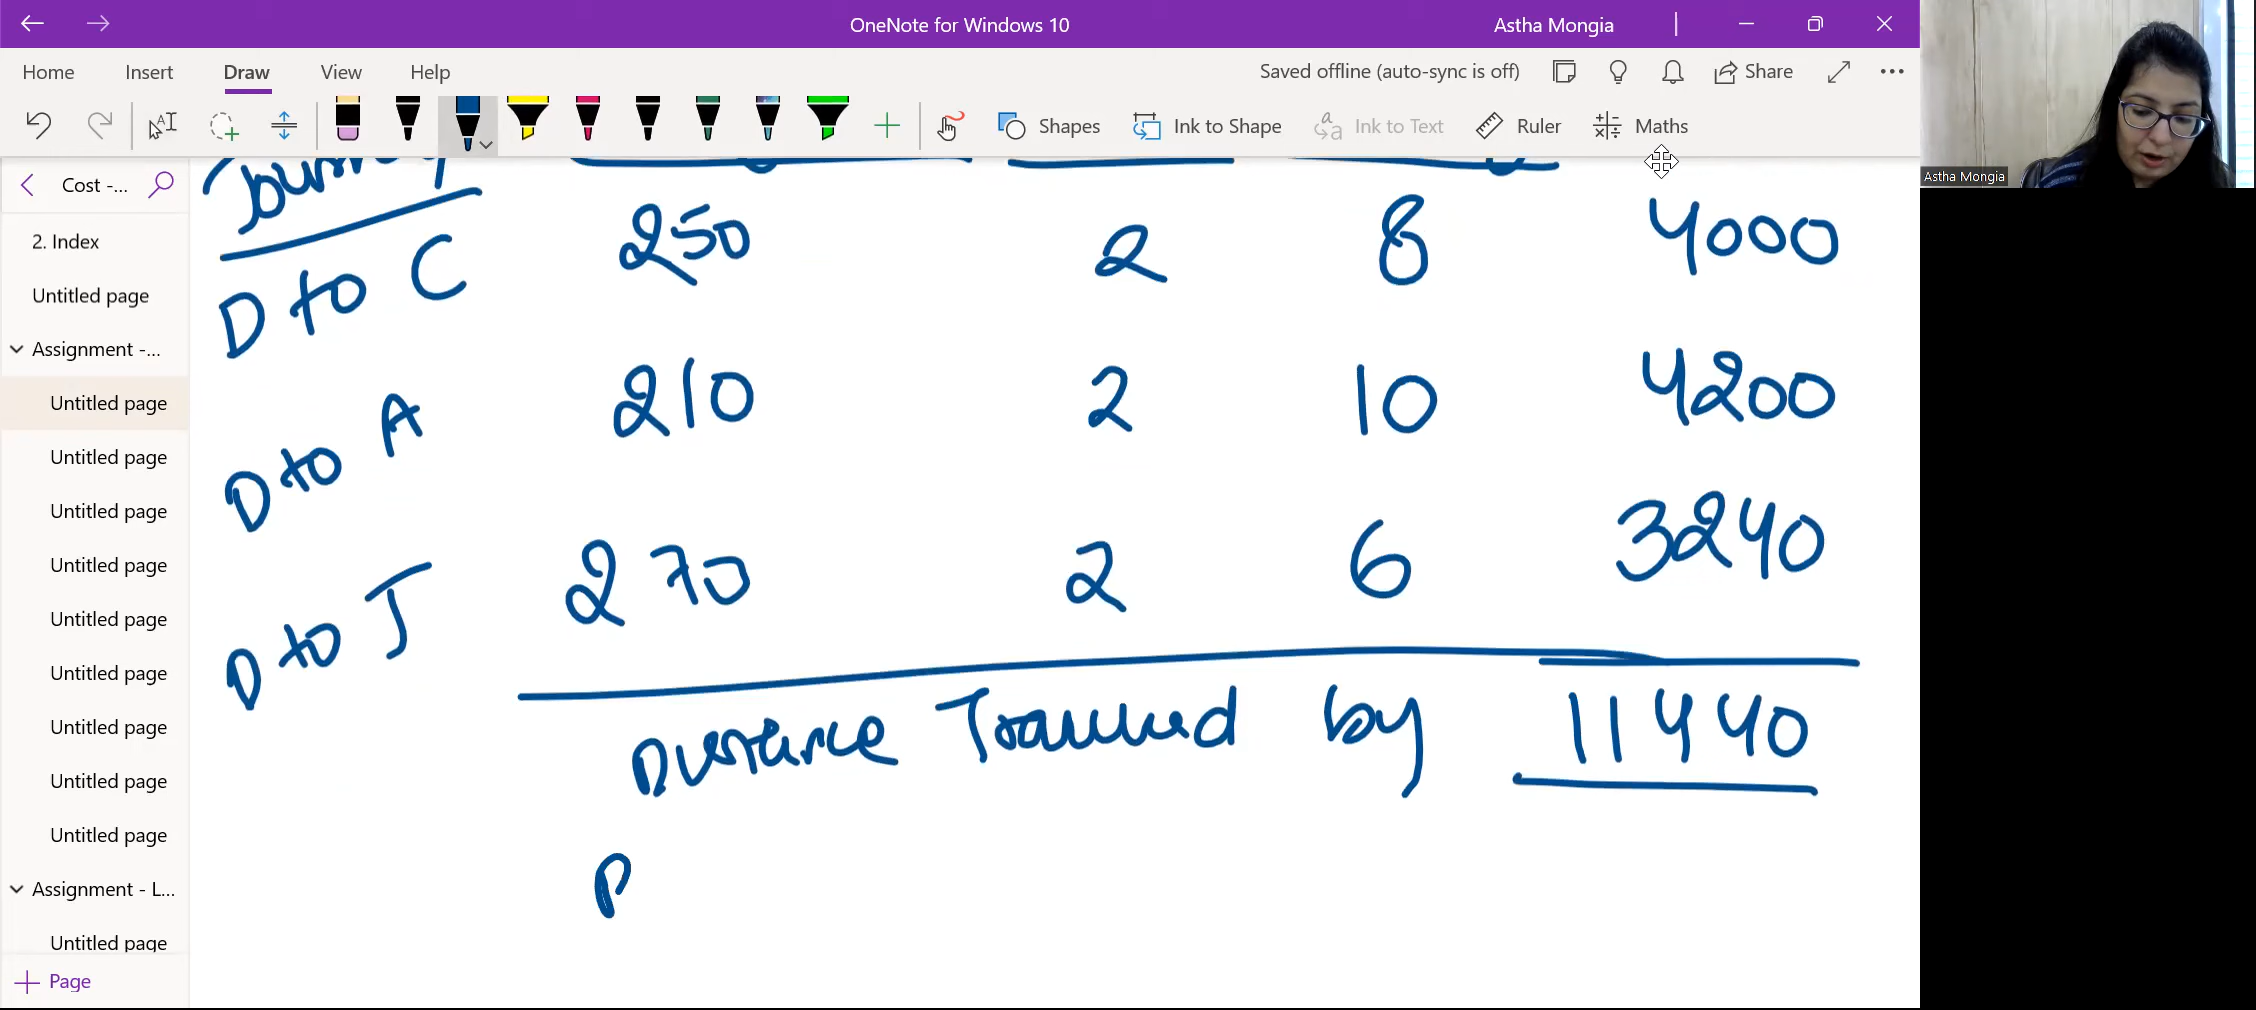 OneNote for Windows 10
Astha Mongia
Home Insert Draw View Help
Saved offline (auto-sync is off) Share
Shapes Ink to Shape Ink to Text Ruler Maths
Astha Mongia
Cost -...
2. Index
Untitled page
Assignment -...
Untitled page
Untitled page
Untitled page
Untitled page
Untitled page
Untitled page
Untitled page
Untitled page
Untitled page
Assignment - L...
Untitled page
Page
Journey
D to C 250 2 8 4000
D to A 210 2 10 4200
D to J 270 2 6 3240
Distance Travelled by 11440
P